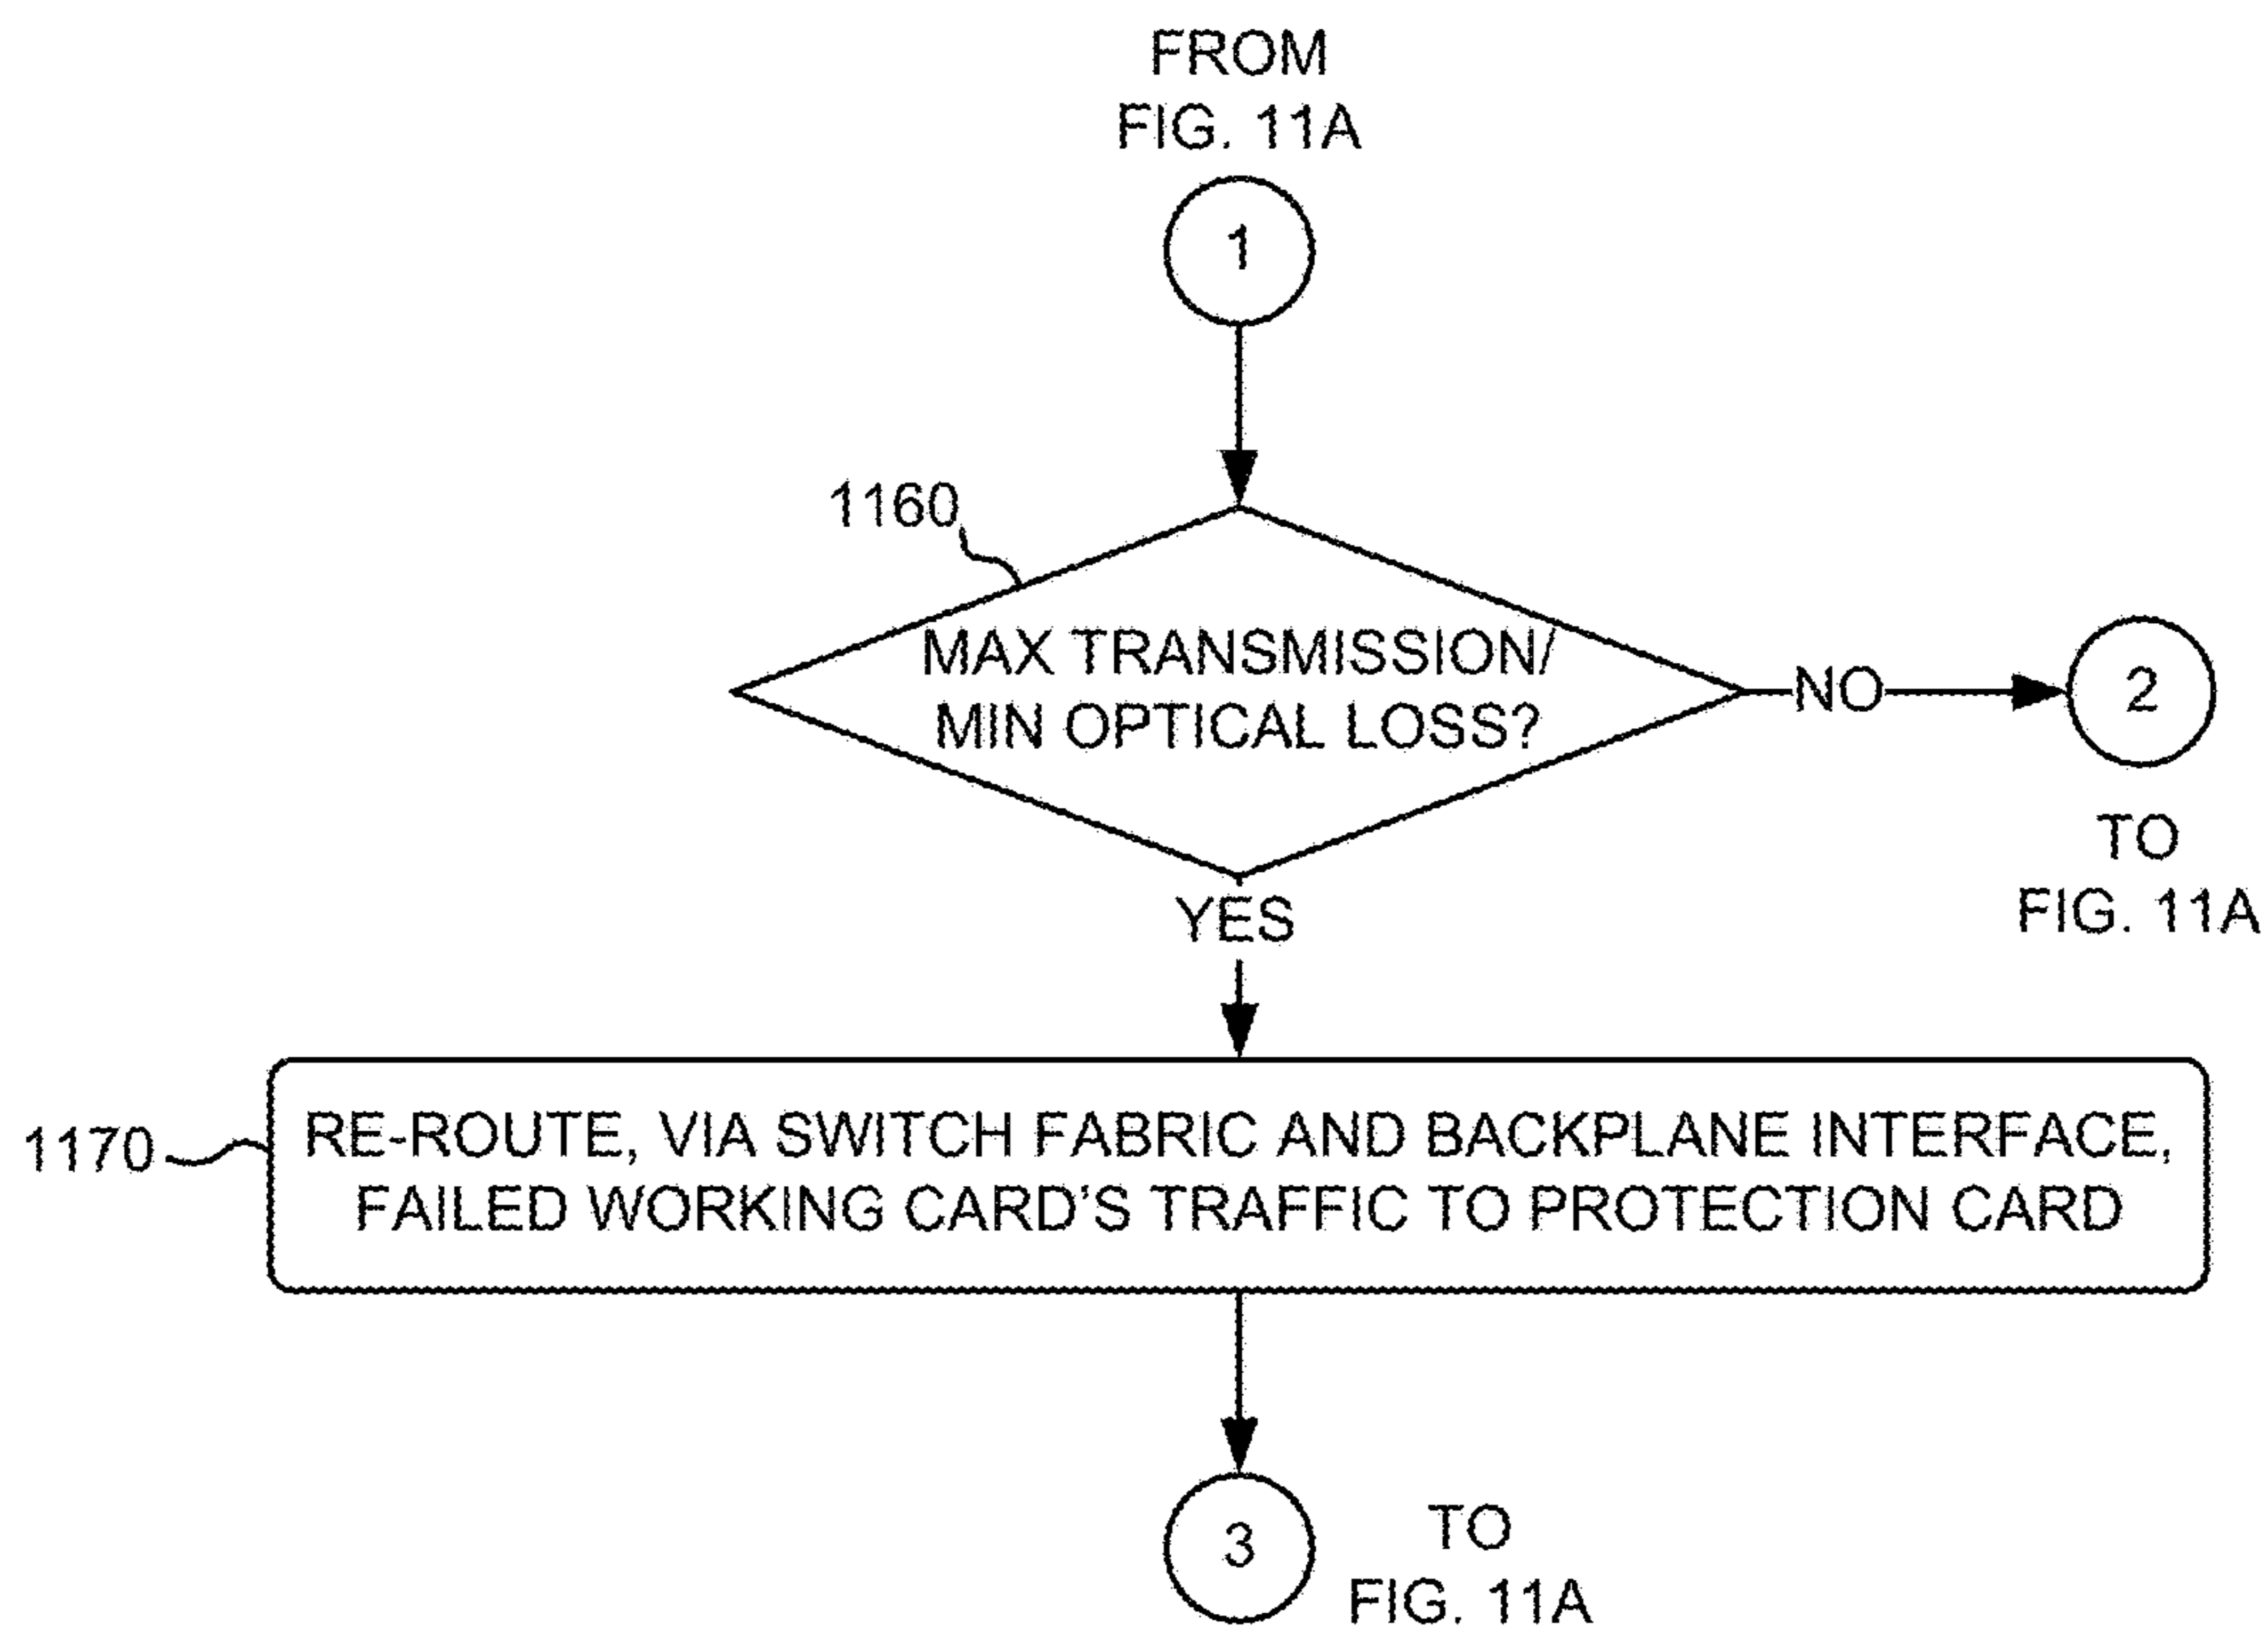 FROM
FIG. 11A
1
1160
MAX TRANSMISSION/
MIN OPTICAL LOSS?
NO
2
TO
FIG. 11A
YES
1170
RE-ROUTE, VIA SWITCH FABRIC AND BACKPLANE INTERFACE,
FAILED WORKING CARD'S TRAFFIC TO PROTECTION CARD
3
TO
FIG. 11A